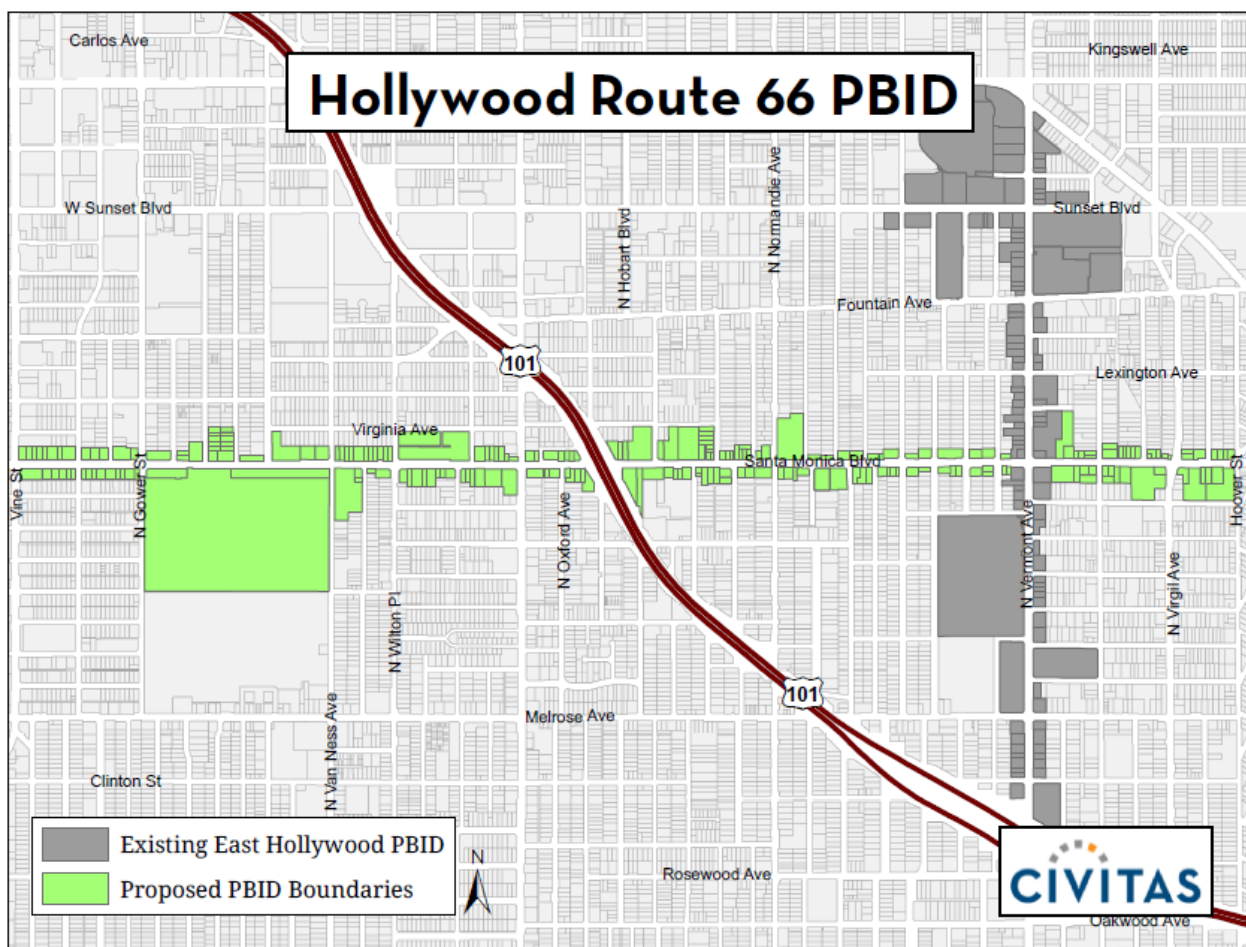 Carlos Ave
Kingswell Ave
Hollywood Route 66 PBID
W Sunset Blvd
Sunset Blvd
N Hobart Blvd
N Normandie Ave
Fountain Ave
101
Lexington Ave
Virginia Ave
Santa Monica Blvd
Vine St
N Gower St
Hoover St
N Oxford Ave
N Vermont Ave
N Wilton Pl
N Virgil Ave
101
Melrose Ave
N Van Ness Ave
Clinton St
Existing East Hollywood PBID
Proposed PBID Boundaries
N
Rosewood Ave
CIVITAS
Oakwood Ave